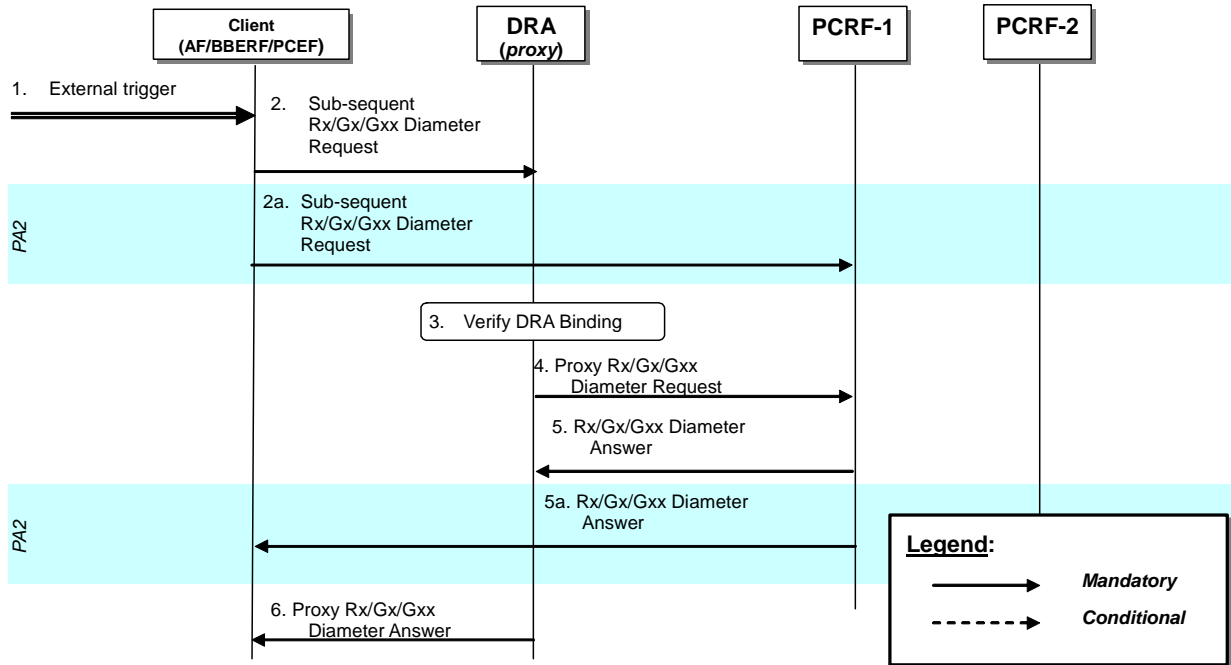 Client
(AF/BBERF/PCEF)
DRA
(proxy)
PCRF-1
PCRF-2
1. External trigger
2. Sub-sequent
Rx/Gx/Gxx Diameter
Request
PA2
2a. Sub-sequent
Rx/Gx/Gxx Diameter
Request
3. Verify DRA Binding
4. Proxy Rx/Gx/Gxx
Diameter Request
5. Rx/Gx/Gxx Diameter
Answer
PA2
5a. Rx/Gx/Gxx Diameter
Answer
6. Proxy Rx/Gx/Gxx
Diameter Answer
Legend:
Mandatory
Conditional